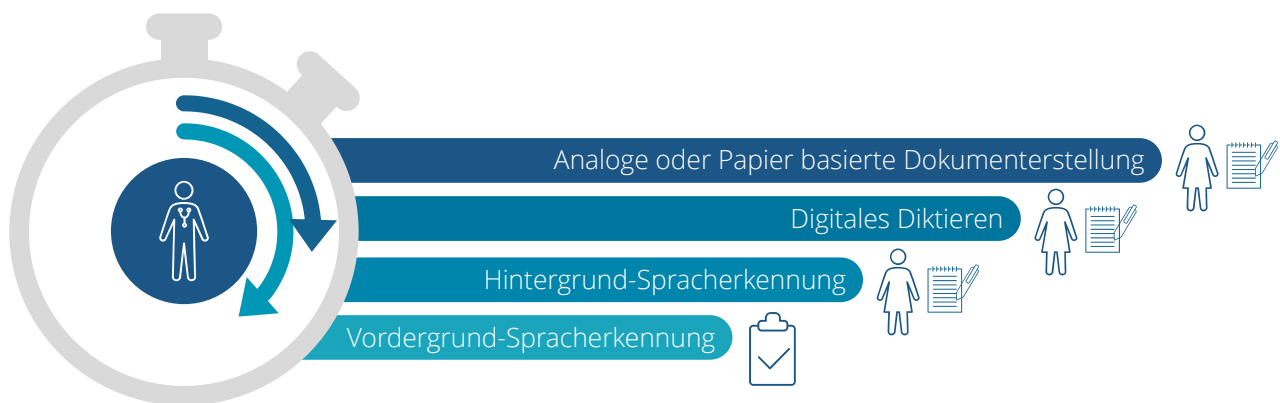 Analoge oder Papier basierte Dokumenterstellung
Digitales Diktieren
Hintergrund-Spracherkennung
Vordergrund-Spracherkennung